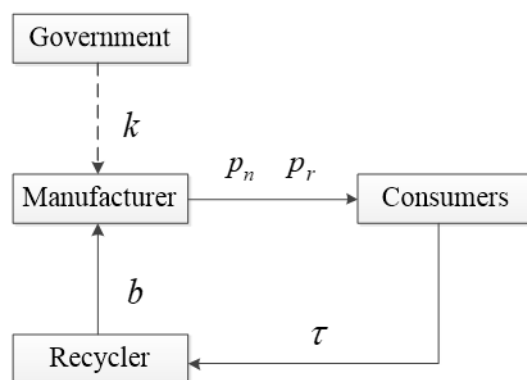 Government
k
p_n p_r
Manufacturer
Consumers
b
τ
Recycler